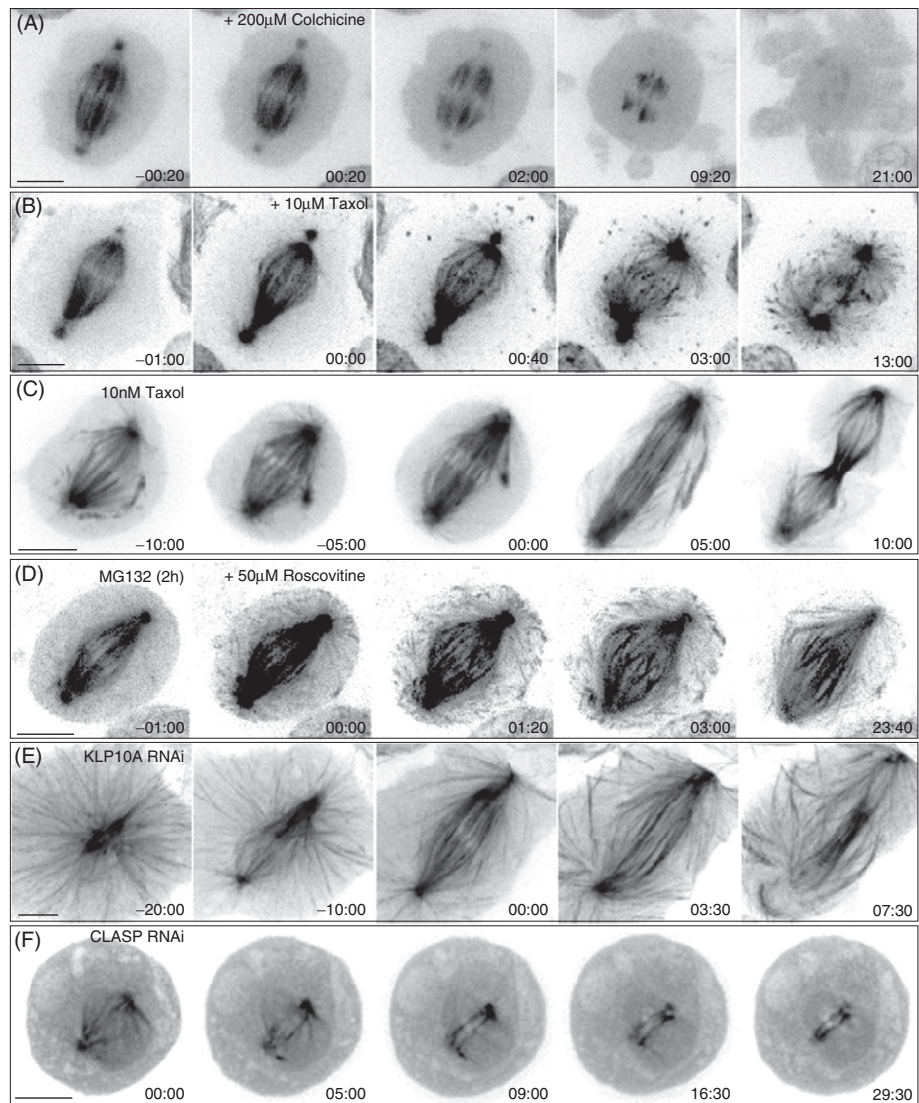 (A)
+ 200μM Colchicine
−00:20 00:20 02:00 09:20 21:00
(B)
+ 10μM Taxol
−01:00 00:00 00:40 03:00 13:00
(C)
10nM Taxol
−10:00 −05:00 00:00 05:00 10:00
(D)
MG132 (2h) + 50μM Roscovitine
−01:00 00:00 01:20 03:00 23:40
(E)
KLP10A RNAi
−20:00 −10:00 00:00 03:30 07:30
(F)
CLASP RNAi
00:00 05:00 09:00 16:30 29:30